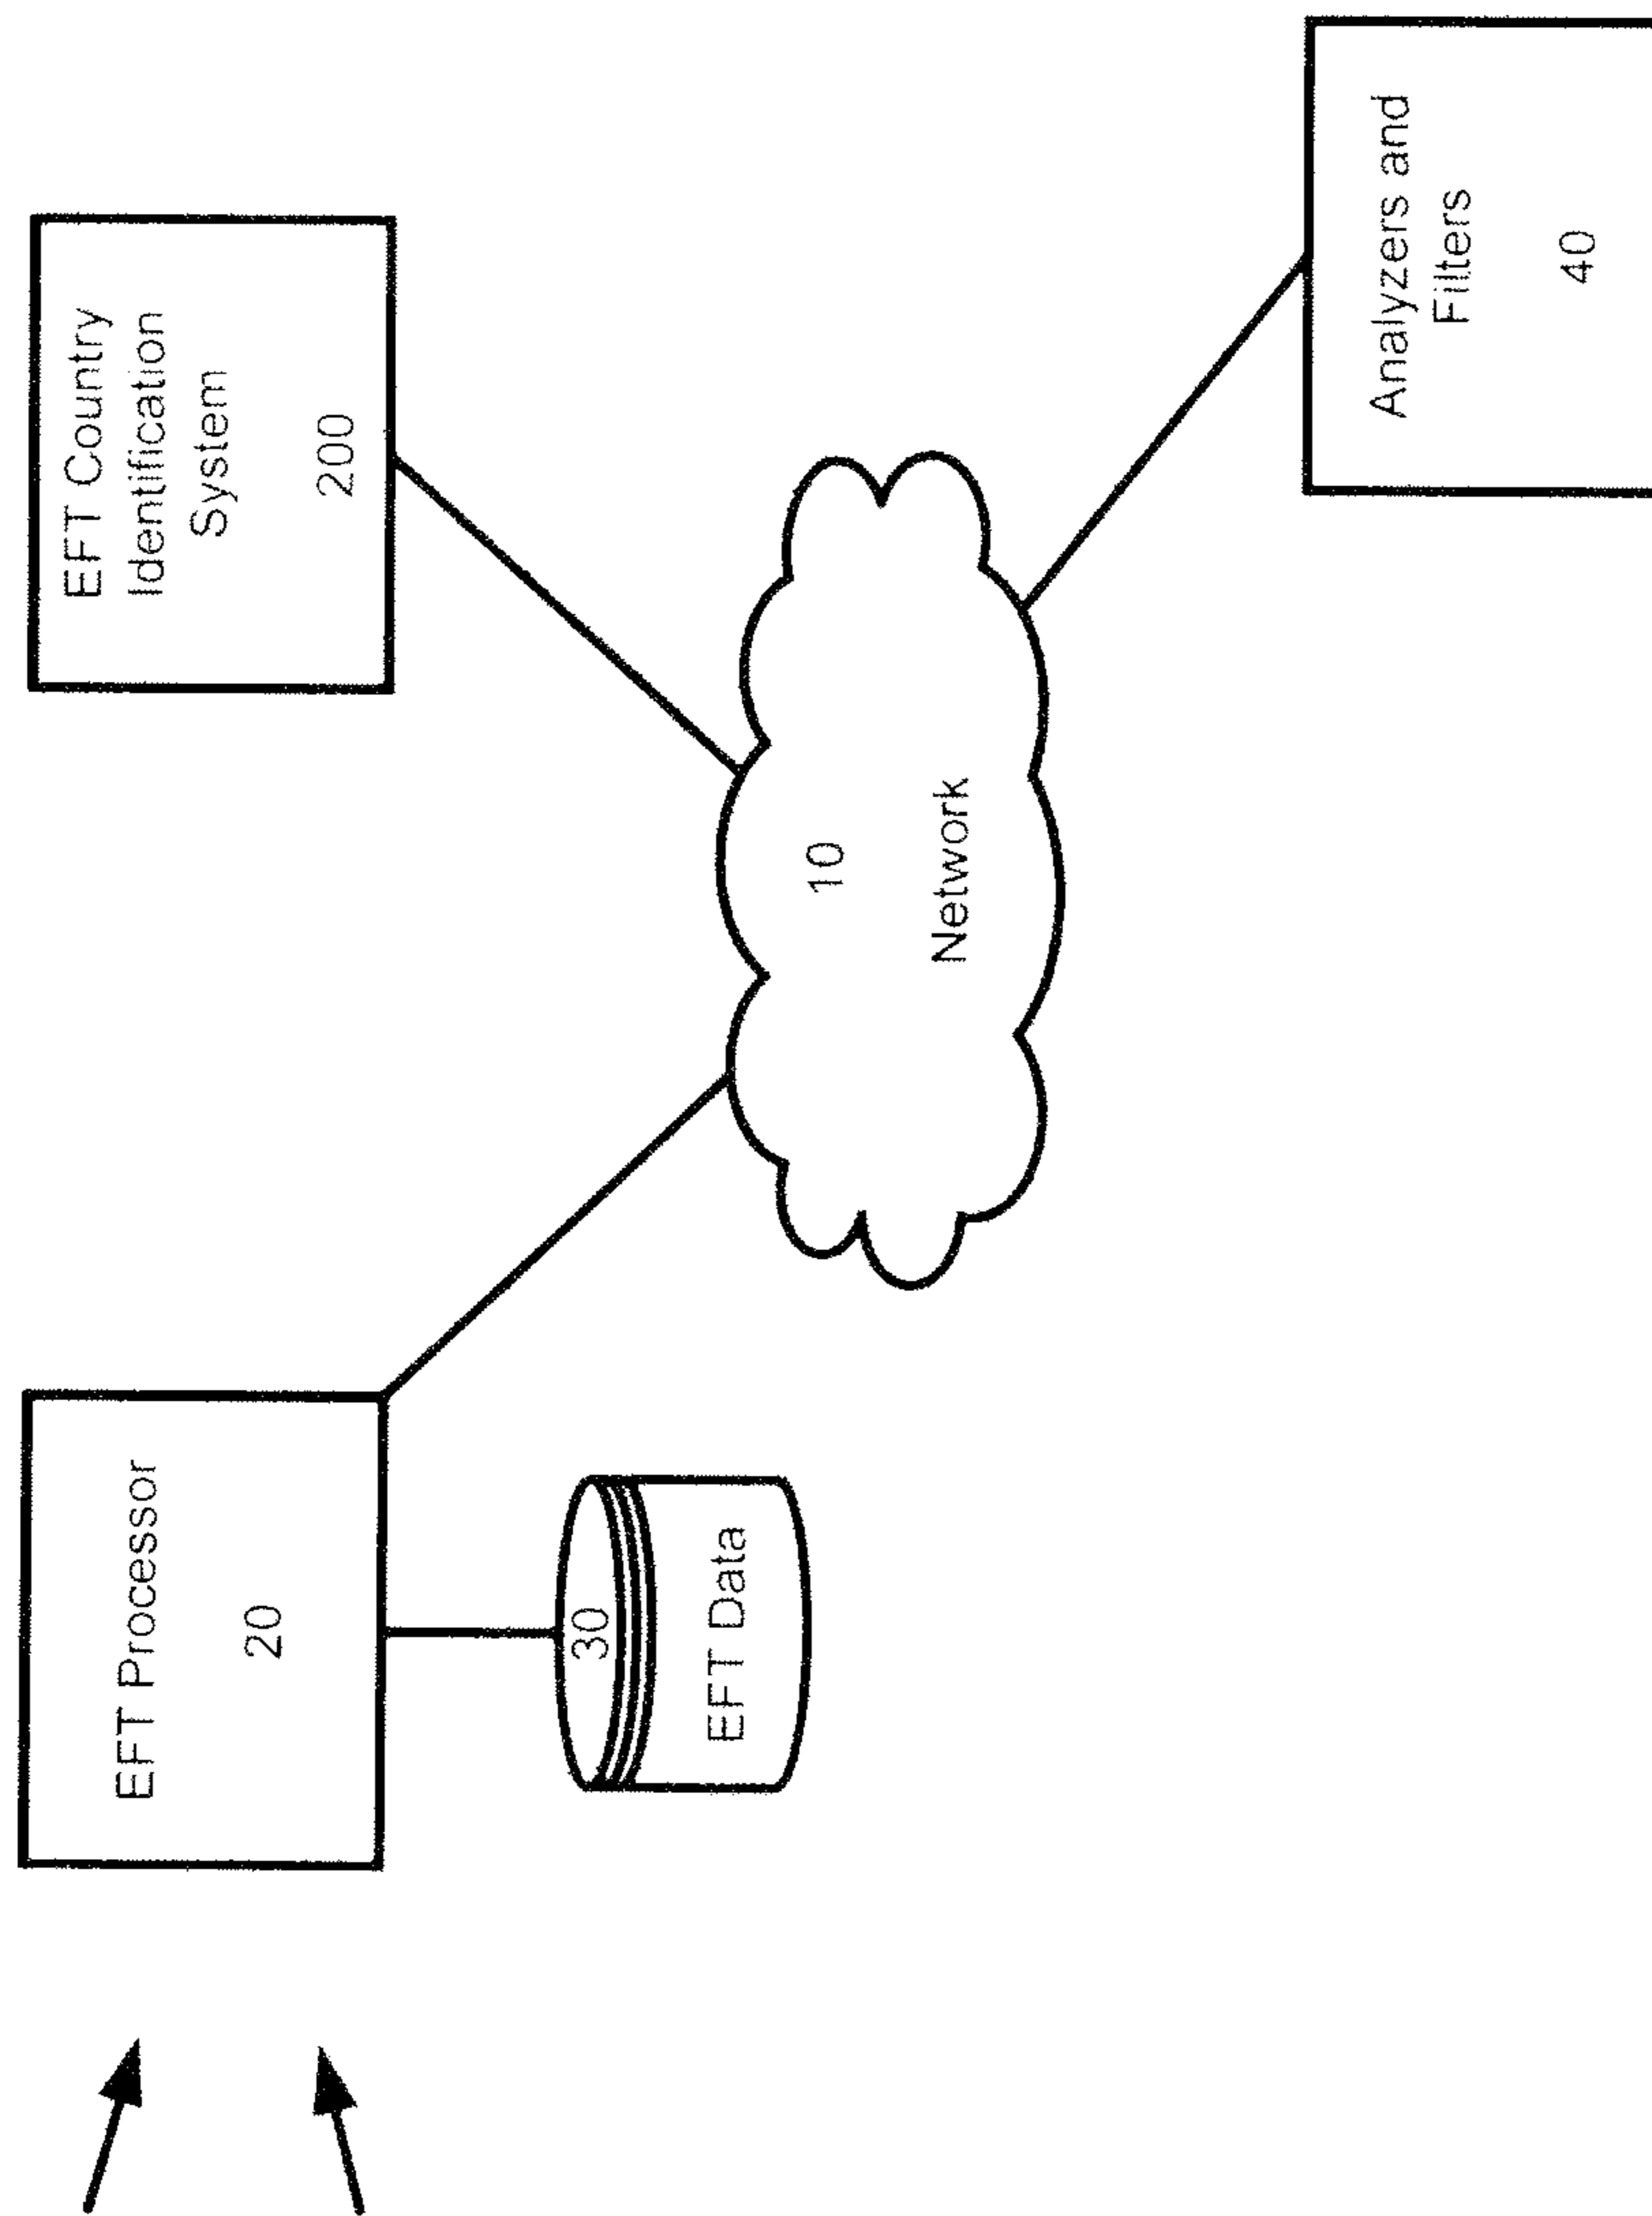 EFT Processor
20
30
EFT Data
EFT Country
Identification
System
200
10
Network
Analyzers and
Filters
40